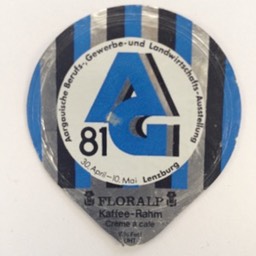 Aargauische Berufs-, Gewerbe- und Landwirtschafts-Ausstellung
AG
81
30. April-10. Mai Lenzburg
FLORALP
Kaffee-Rahm
Crème à café